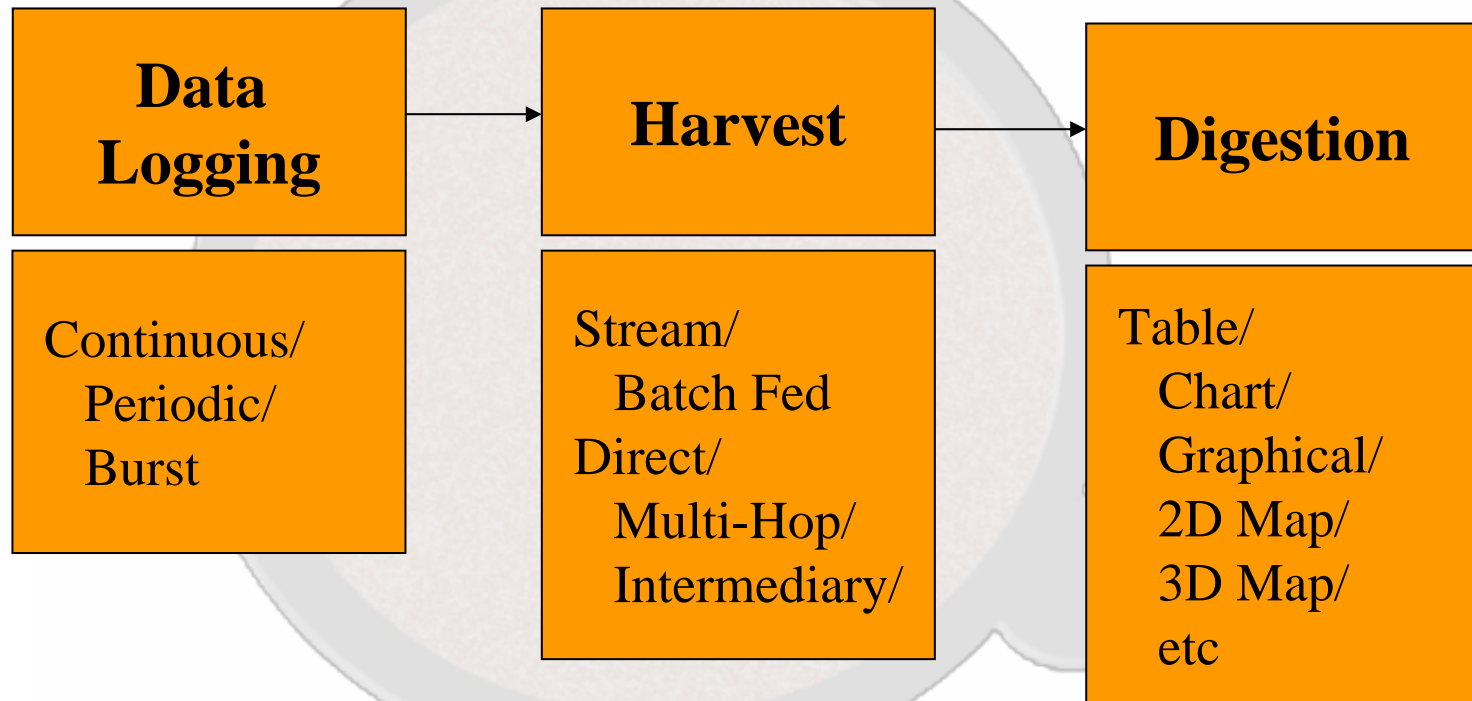 Data
Logging
Harvest
Digestion
Continuous/
Periodic/
Burst
Stream/
Batch Fed
Direct/
Multi-Hop/
Intermediary/
Table/
Chart/
Graphical/
2D Map/
3D Map/
etc